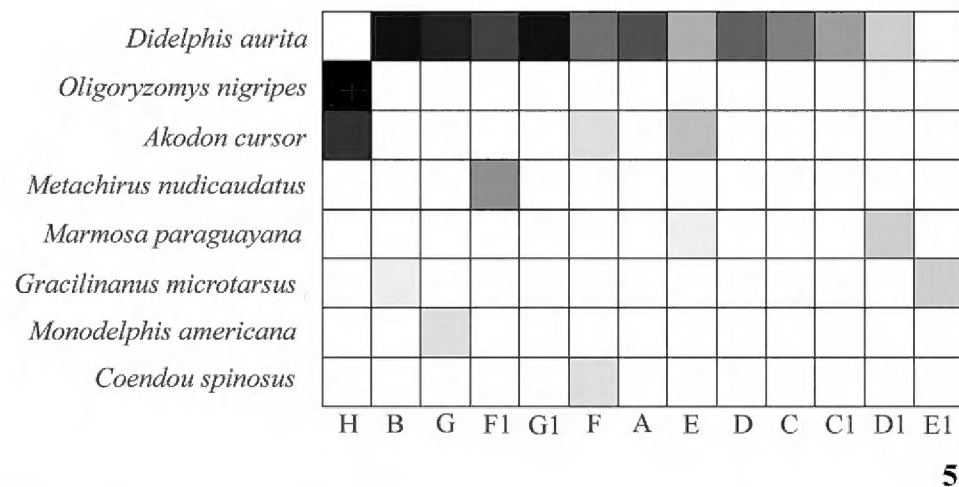 Didelphis aurita
Oligoryzomys nigripes
Akodon cursor
Metachirus nudicaudatus
Marmosa paraguayana
Gracilinanus microtarsus
Monodelphis americana
Coendou spinosus
H B G F1 G1 F A E D C C1 D1 E1
5